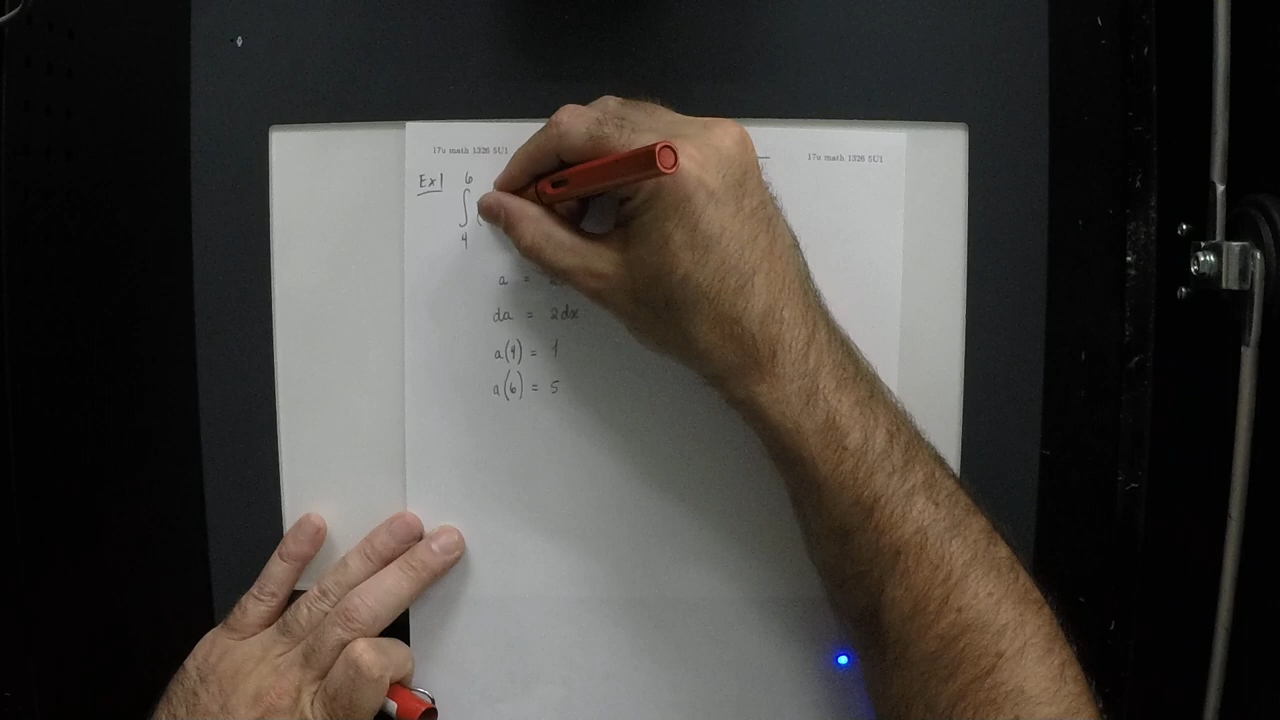 17u math 1326 5U1 17u math 1326 5U1
Ex1 ∫ 6 4 (
a =
da = 2dx
a(4) = 1
a(6) = 5